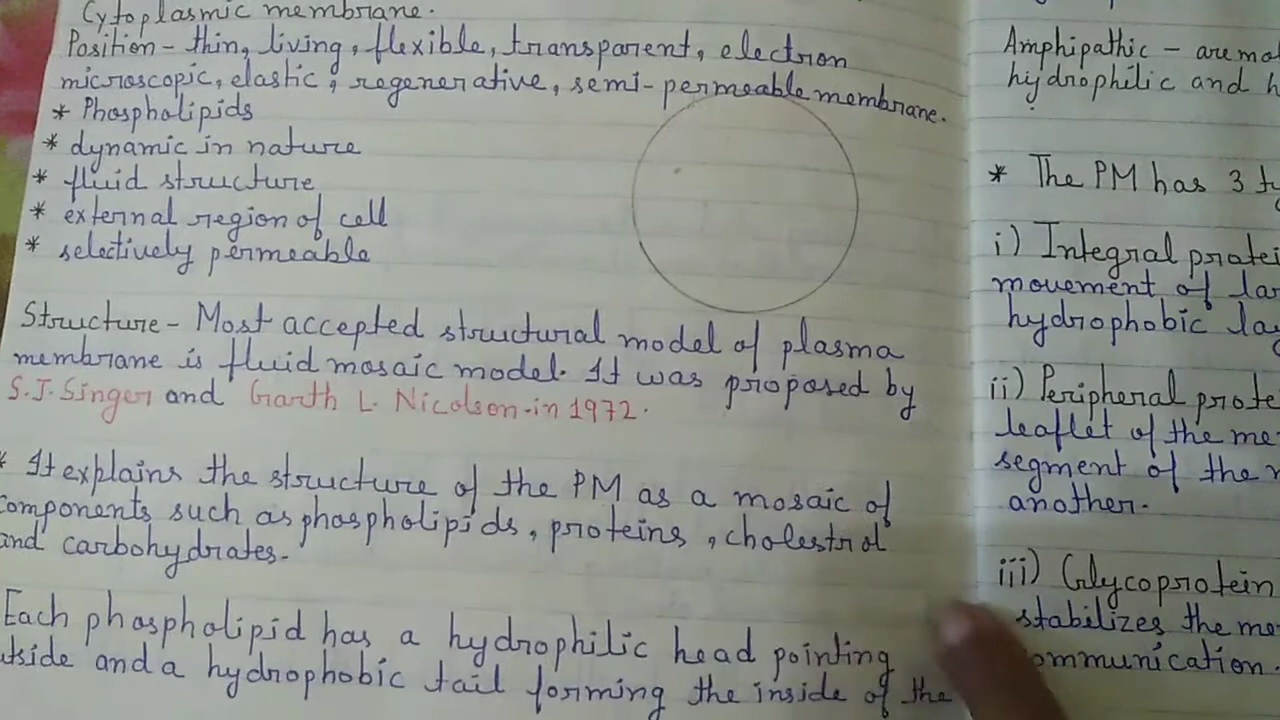 Cytoplasmic membrane.
Position - thin, living, flexible, transparent, electron
microscopic, elastic, regenerative, semi-permeable membrane.
* Phospholipids
* dynamic in nature
* fluid structure
* external region of cell
* selectively permeable
Structure - Most accepted structural model of plasma
membrane is fluid mosaic model. It was proposed by
S.J. Singer and Garth L. Nicolson in 1972.
* It explains the structure of the PM as a mosaic of
components such as phospholipids, proteins, cholestrol
and carbohydrates.
Each phospholipid has a hydrophilic head pointing
and a hydrophobic tail forming the inside of the
Amphipathic - are
hydrophilic and
* The PM has 3
i) Integral
movement of
hydrophobic
ii) Peripheral
leaflet of the
segment of the
another.
iii) Glycoprotein
stabilizes the
ommunication.